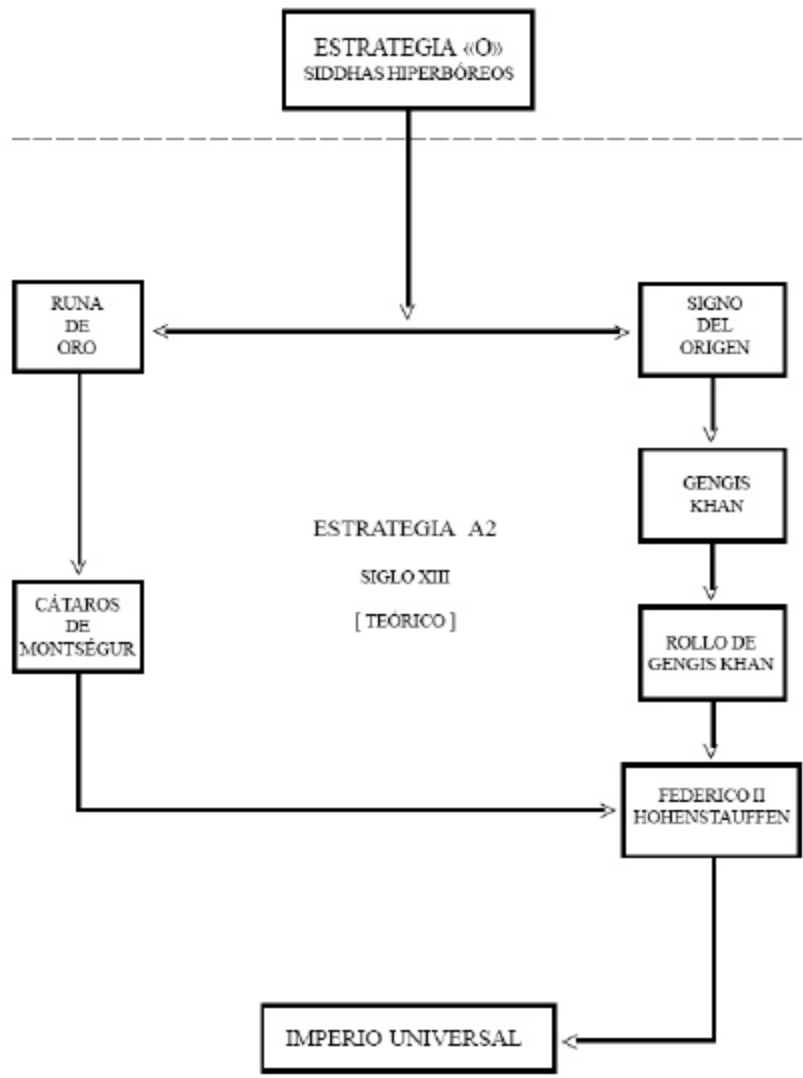 ESTRATEGIA «O»
SIDDHAS HIPERBÓREOS
RUNA
DE
ORO
SIGNO
DEL
ORIGEN
GENGIS
KHAN
ESTRATEGIA A2
SIGLO XIII
[ TEÓRICO ]
CÁTAROS
DE
MONTSÉGUR
ROLLO DE
GENGIS KHAN
FEDERICO II
HOHENSTAUFFEN
IMPERIO UNIVERSAL